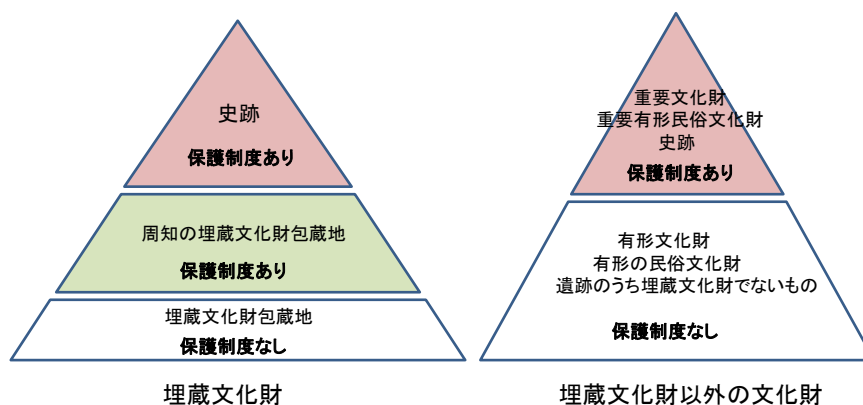 史跡
保護制度あり
周知の埋蔵文化財包蔵地
保護制度あり
埋蔵文化財包蔵地
保護制度なし
埋蔵文化財
重要文化財
重要有形民俗文化財
史跡
保護制度あり
有形文化財
有形の民俗文化財
遺跡のうち埋蔵文化財でないもの
保護制度なし
埋蔵文化財以外の文化財